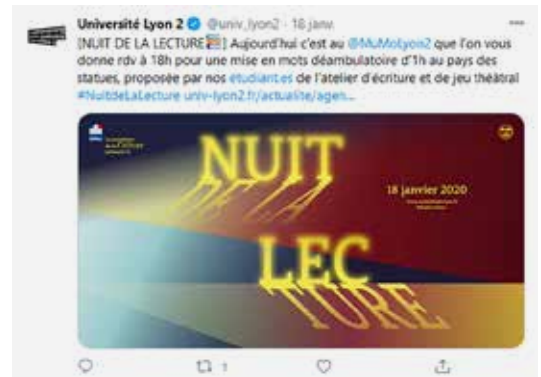 Université Lyon 2 @univ_lyon2 · 18 janv.
[NUIT DE LA LECTURE] Aujourd'hui c'est au @MuMoLyon2 que l'on vous
donne rdv à 18h pour une mise en mots déambulatoire d'1h au pays des
statues, proposée par nos étudiant.es de l'atelier d'écriture et de jeu théâtral
#NuitdeLaLecture univ-lyon2.fr/actualite/agen...
NUIT
DE LA
18 janvier 2020
LEC
TURE
1